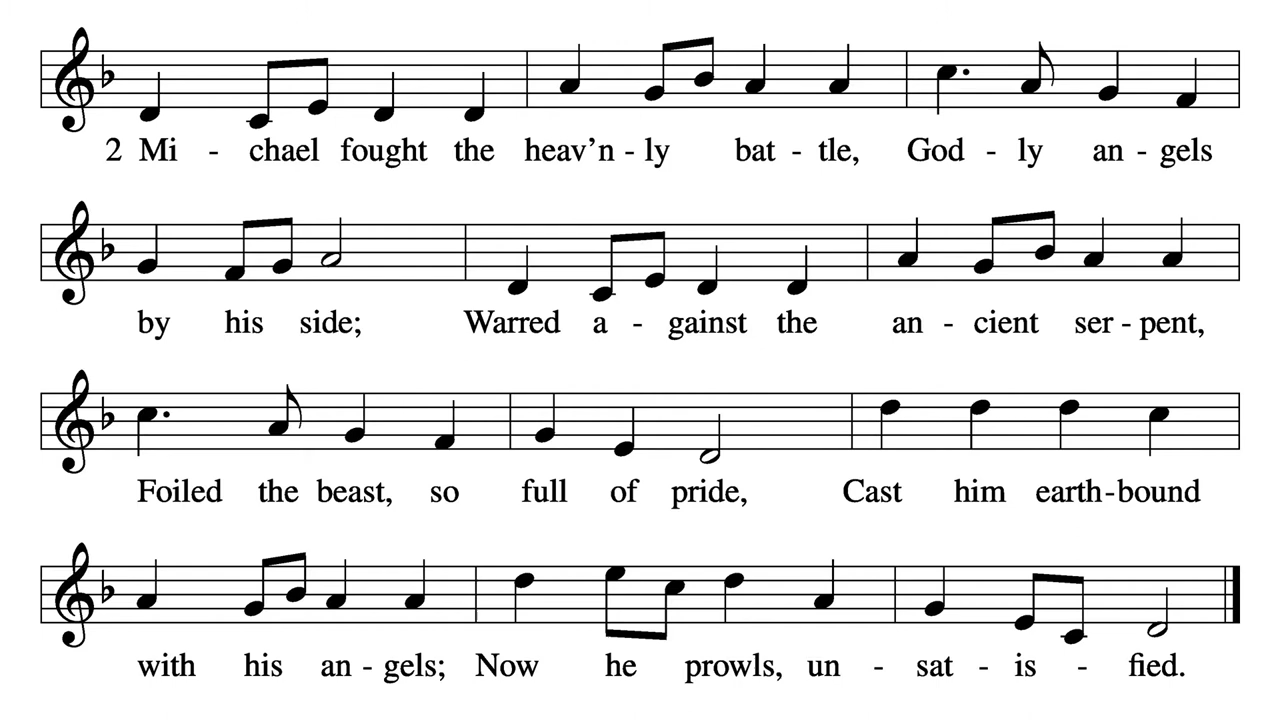 2 Mi - chael fought the heav’n - ly bat - tle, God - ly an - gels
by his side; Warred a - gainst the an - cient ser - pent,
Foiled the beast, so full of pride, Cast him earth - bound
with his an - gels; Now he prowls, un - sat - is - fied.